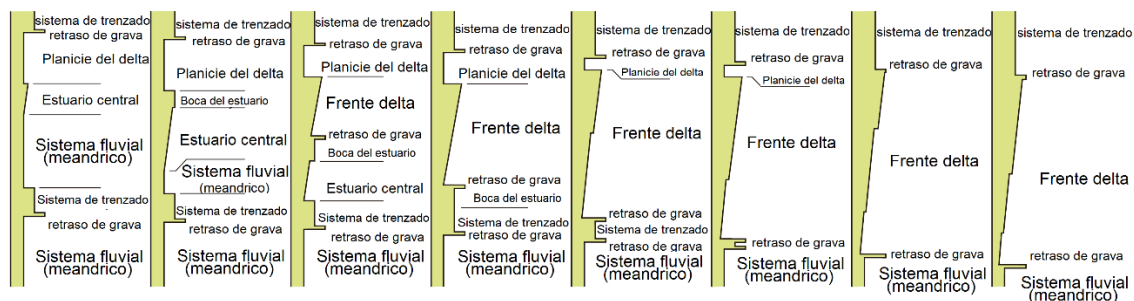 sistema de trenzado
retraso de grava
Planicie del delta
Estuario central
Sistema fluvial
(meandrico)
Sistema de trenzado
retraso de grava
Sistema fluvial
(meandrico)
sistema de trenzado
retraso de grava
Planicie del delta
Boca del estuario
Estuario central
Sistema fluvial
(meandrico)
Sistema de trenzado
retraso de grava
Sistema fluvial
(meandrico)
sistema de trenzado
retraso de grava
Planicie del delta
Frente delta
retraso de grava
Boca del estuario
Estuario central
Sistema de trenzado
retraso de grava
Sistema fluvial
(meandrico)
sistema de trenzado
retraso de grava
Planicie del delta
Frente delta
retraso de grava
Boca del estuario
Sistema de trenzado
retraso de grava
Sistema fluvial
(meandrico)
sistema de trenzado
retraso de grava
Planicie del delta
Frente delta
retraso de grava
Sistema de trenzado
retraso de grava
Sistema fluvial
(meandrico)
sistema de trenzado
retraso de grava
Planicie del delta
Frente delta
retraso de grava
Sistema fluvial
(meandrico)
sistema de trenzado
retraso de grava
Frente delta
retraso de grava
Sistema fluvial
(meandrico)
sistema de trenzado
retraso de grava
Frente delta
retraso de grava
Sistema fluvial
(meandrico)